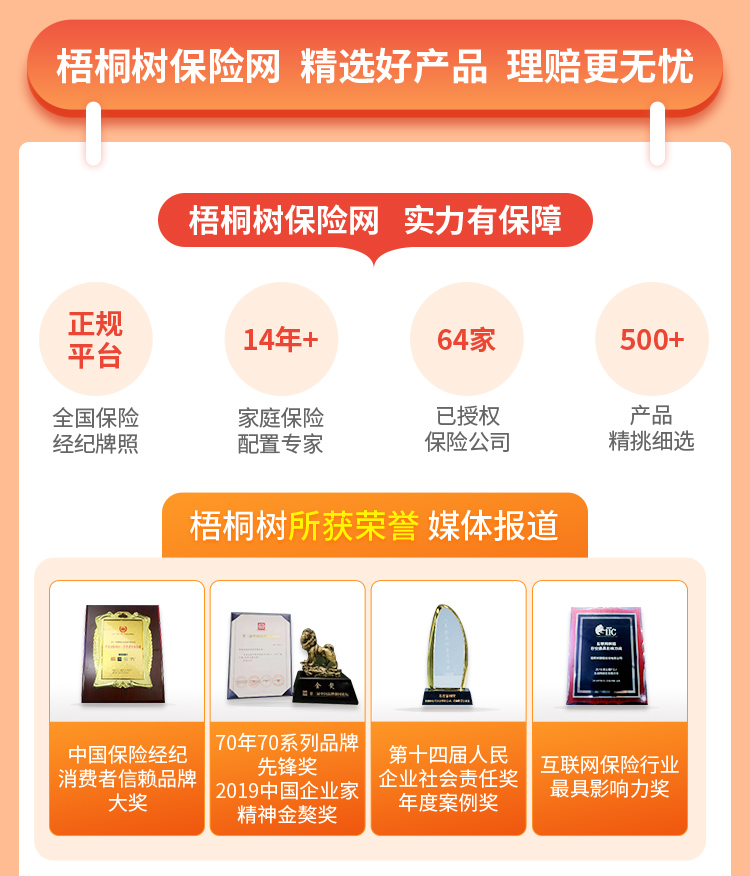 梧桐树保险网 精选好产品 理赔更无忧
梧桐树保险网 实力有保障
正规
平台
14年+
64家
500+
全国保险
经纪牌照
家庭保险
配置专家
已授权
保险公司
产品
精挑细选
梧桐树所获荣誉 媒体报道
金奖
iTC
中国保险经纪
消费者信赖品牌
大奖
70年70系列品牌
先锋奖
2019中国企业家
精神金嫯奖
第十四届人民
企业社会责任奖
年度案例奖
互联网保险行业
最具影响力奖